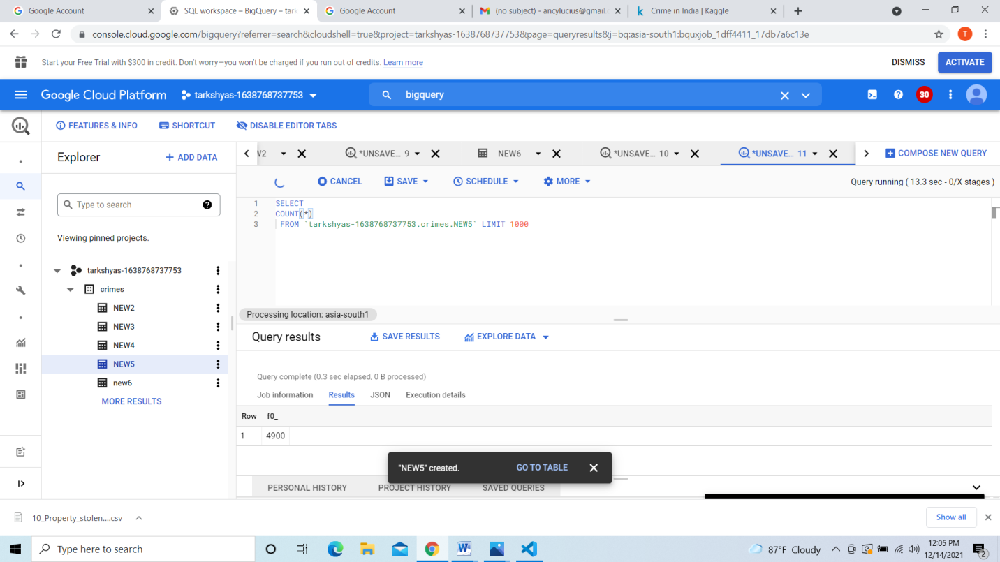 Google Account
SQL workspace – BigQuery – tark
Google Account
(no subject) - ancylucius@gmail.c
Crime in India | Kaggle
console.cloud.google.com/bigquery?referrer=search&cloudshell=true&project=tarkshyas-1638768737753&page=queryresults&j=bq:asia-south1:bquxjob_1dff4411_17db7a6c13e
T
Start your Free Trial with $300 in credit. Don't worry—you won't be charged if you run out of credits. Learn more
DISMISS
ACTIVATE
Google Cloud Platform
tarkshyas-1638768737753
bigquery
30
FEATURES & INFO
SHORTCUT
DISABLE EDITOR TABS
Explorer
+ ADD DATA
W2
*UNSAVE... 9
NEW6
*UNSAVE... 10
*UNSAVE... 11
COMPOSE NEW QUERY
CANCEL
SAVE
SCHEDULE
MORE
Query running ( 13.3 sec - 0/X stages )
Type to search
1 SELECT
2 COUNT(*)
3 FROM `tarkshyas-1638768737753.crimes.NEW5` LIMIT 1000
Viewing pinned projects.
tarkshyas-1638768737753
crimes
NEW2
NEW3
NEW4
NEW5
new6
MORE RESULTS
Processing location: asia-south1
Query results
SAVE RESULTS
EXPLORE DATA
Query complete (0.3 sec elapsed, 0 B processed)
Job information
Results
JSON
Execution details
Row f0_
1 4900
"NEW5" created.
GO TO TABLE
PERSONAL HISTORY
PROJECT HISTORY
SAVED QUERIES
10_Property_stolen....csv
Show all
Type here to search
87°F Cloudy
12:05 PM
12/14/2021
2